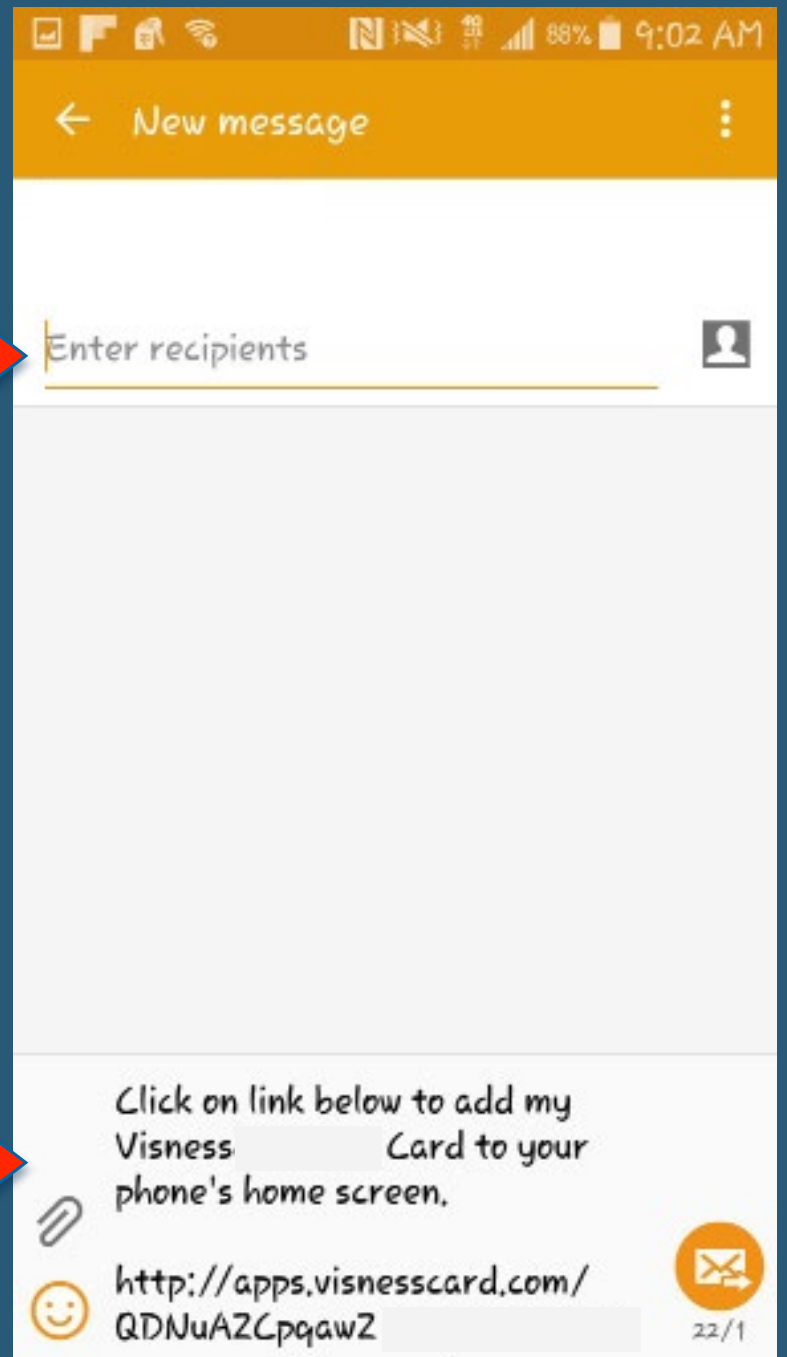 88% 9:02 AM
New message
Enter recipients
Click on link below to add my
Visness Card to your
phone's home screen.
http://apps.visnesscard.com/
QDNuAZCpqawZ
22/1